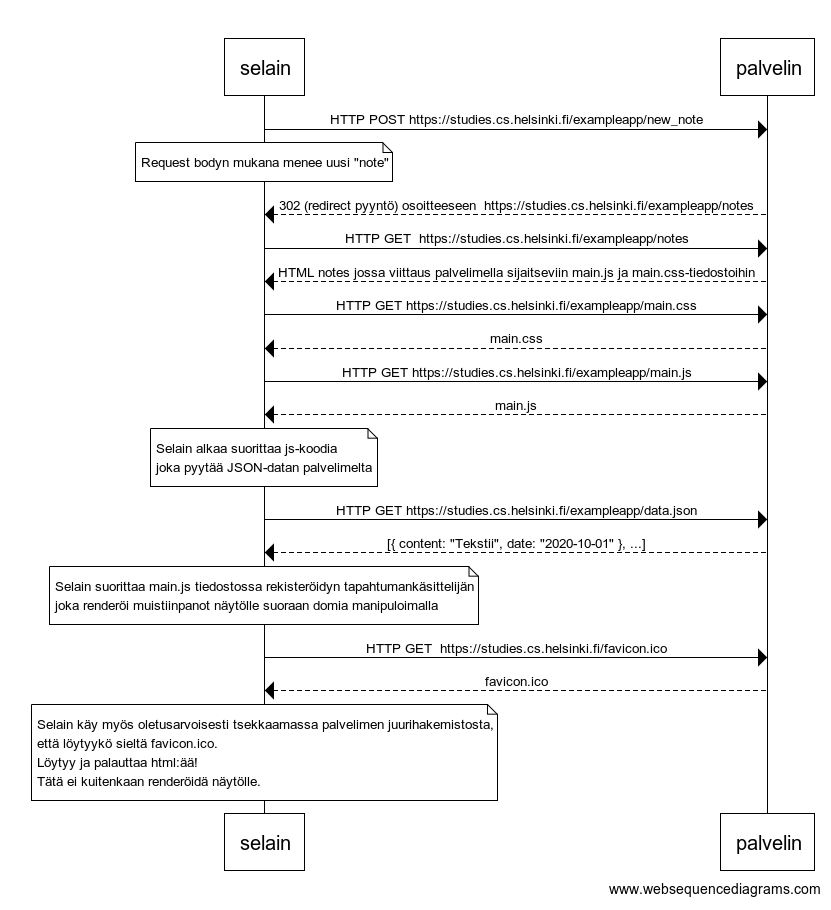 selain palvelin
HTTP POST https://studies.cs.helsinki.fi/exampleapp/new_note
Request bodyn mukana menee uusi "note"
302 (redirect pyyntö) osoitteeseen  https://studies.cs.helsinki.fi/exampleapp/notes
HTTP GET  https://studies.cs.helsinki.fi/exampleapp/notes
HTML notes jossa viittaus palvelimella sijaitseviin main.js ja main.css-tiedostoihin
HTTP GET https://studies.cs.helsinki.fi/exampleapp/main.css
main.css
HTTP GET https://studies.cs.helsinki.fi/exampleapp/main.js
main.js
Selain alkaa suorittaa js-koodia
joka pyytää JSON-datan palvelimelta
HTTP GET https://studies.cs.helsinki.fi/exampleapp/data.json
[{ content: "Tekstii", date: "2020-10-01" }, ...]
Selain suorittaa main.js tiedostossa rekisteröidyn tapahtumankäsittelijän
joka renderöi muistiinpanot näytölle suoraan domia manipuloimalla
HTTP GET  https://studies.cs.helsinki.fi/favicon.ico
favicon.ico
Selain käy myös oletusarvoisesti tsekkaamassa palvelimen juurihakemistosta,
että löytyykö sieltä favicon.ico.
Löytyy ja palauttaa html:ää!
Tätä ei kuitenkaan renderöidä näytölle.
selain palvelin
www.websequencediagrams.com